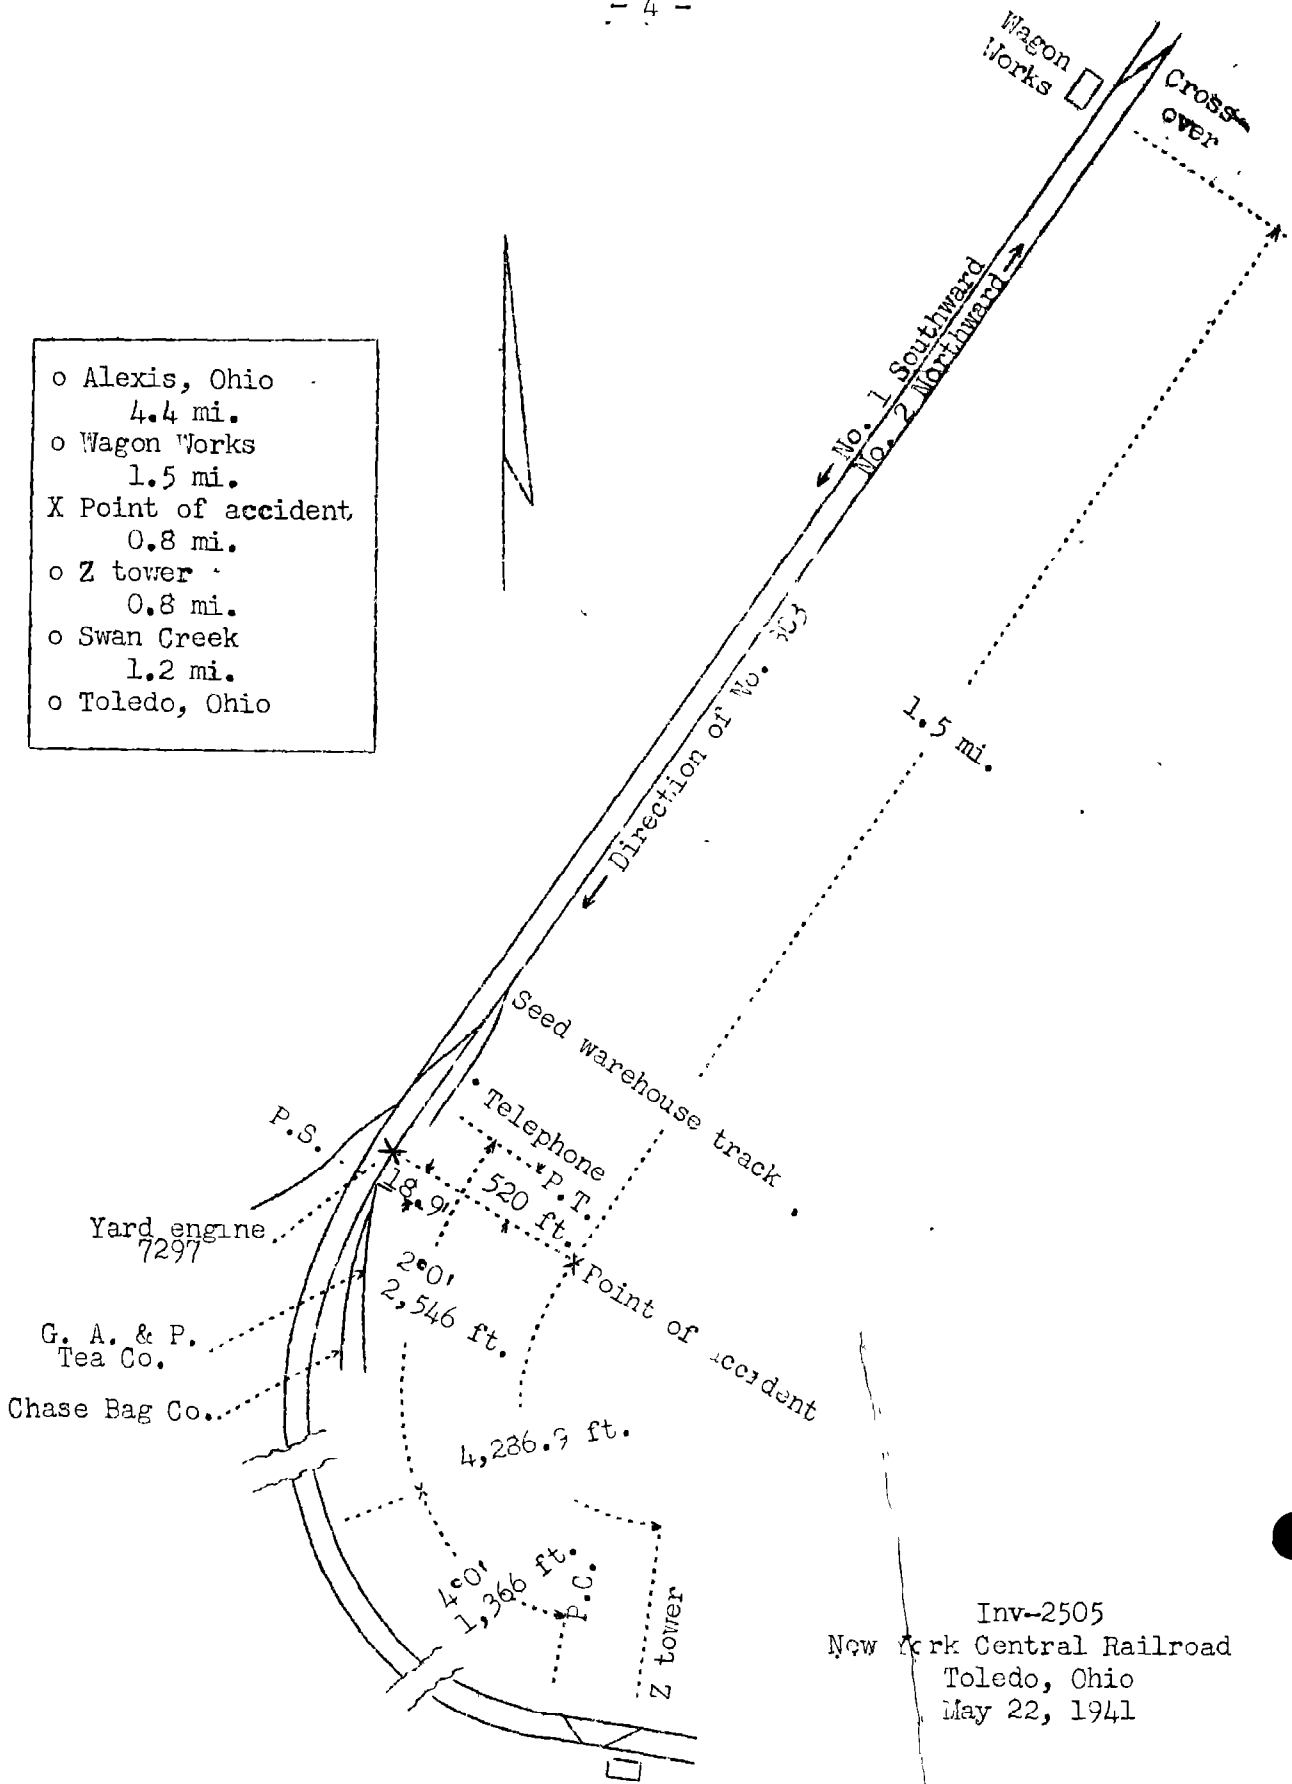 - 4 -
Wagon
Works
Cross-
over
No. 1 Southward
No. 2 Northward
o Alexis, Ohio
4.4 mi.
o Wagon Works
1.5 mi.
X Point of accident
0.8 mi.
o Z tower
0.8 mi.
o Swan Creek
1.2 mi.
o Toledo, Ohio
Direction of No.
1.5 mi.
Seed warehouse track
Telephone
P.S.
P.T.
520 ft.
18.9'
Yard engine
7297
2°0'
2,546 ft.
Point of accident
G. A. & P.
Tea Co.
Chase Bag Co.
4,286.9 ft.
4°0'
1,366 ft.
P.C.
Z tower
Inv-2505
New York Central Railroad
Toledo, Ohio
May 22, 1941